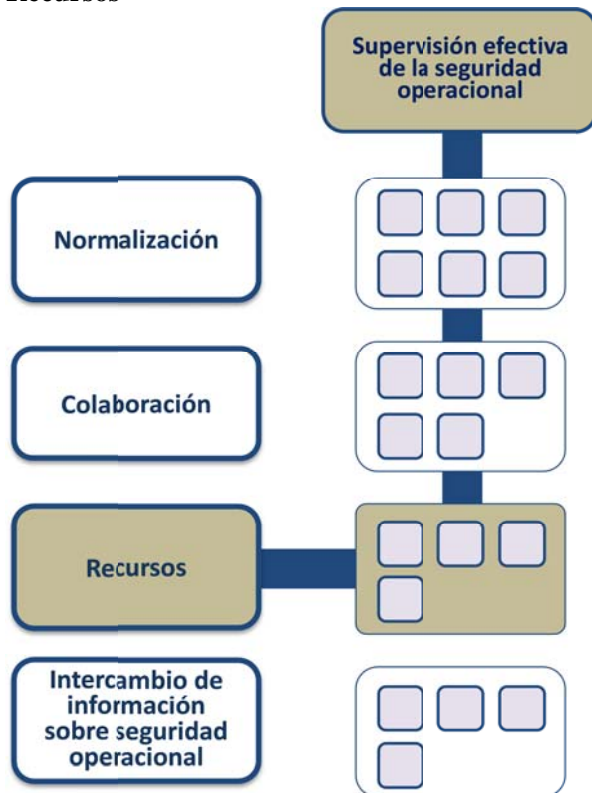 Recursos
Supervisión efectiva
de la seguridad
operacional
Normalización
Colaboración
Recursos
Intercambio de
información
sobre seguridad
operacional